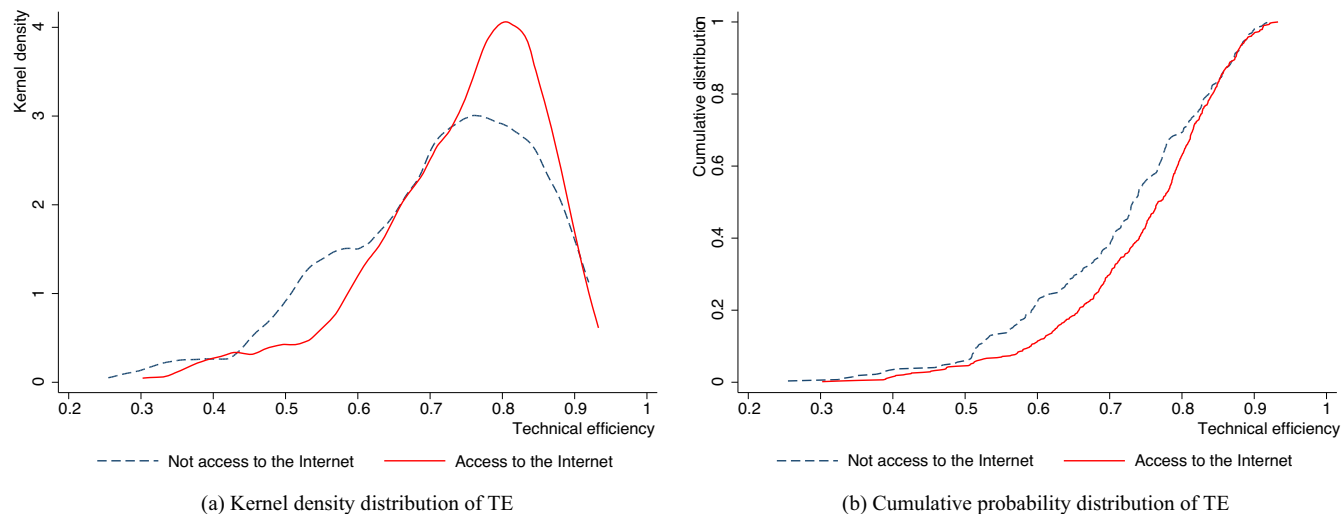 Kernel density
4
3
2
1
0
0.2 0.3 0.4 0.5 0.6 0.7 0.8 0.9 1
Technical efficiency
Not access to the Internet Access to the Internet
(a) Kernel density distribution of TE
Cumulative distribution
1
0.8
0.6
0.4
0.2
0
0.2 0.3 0.4 0.5 0.6 0.7 0.8 0.9 1
Technical efficiency
Not access to the Internet Access to the Internet
(b) Cumulative probability distribution of TE